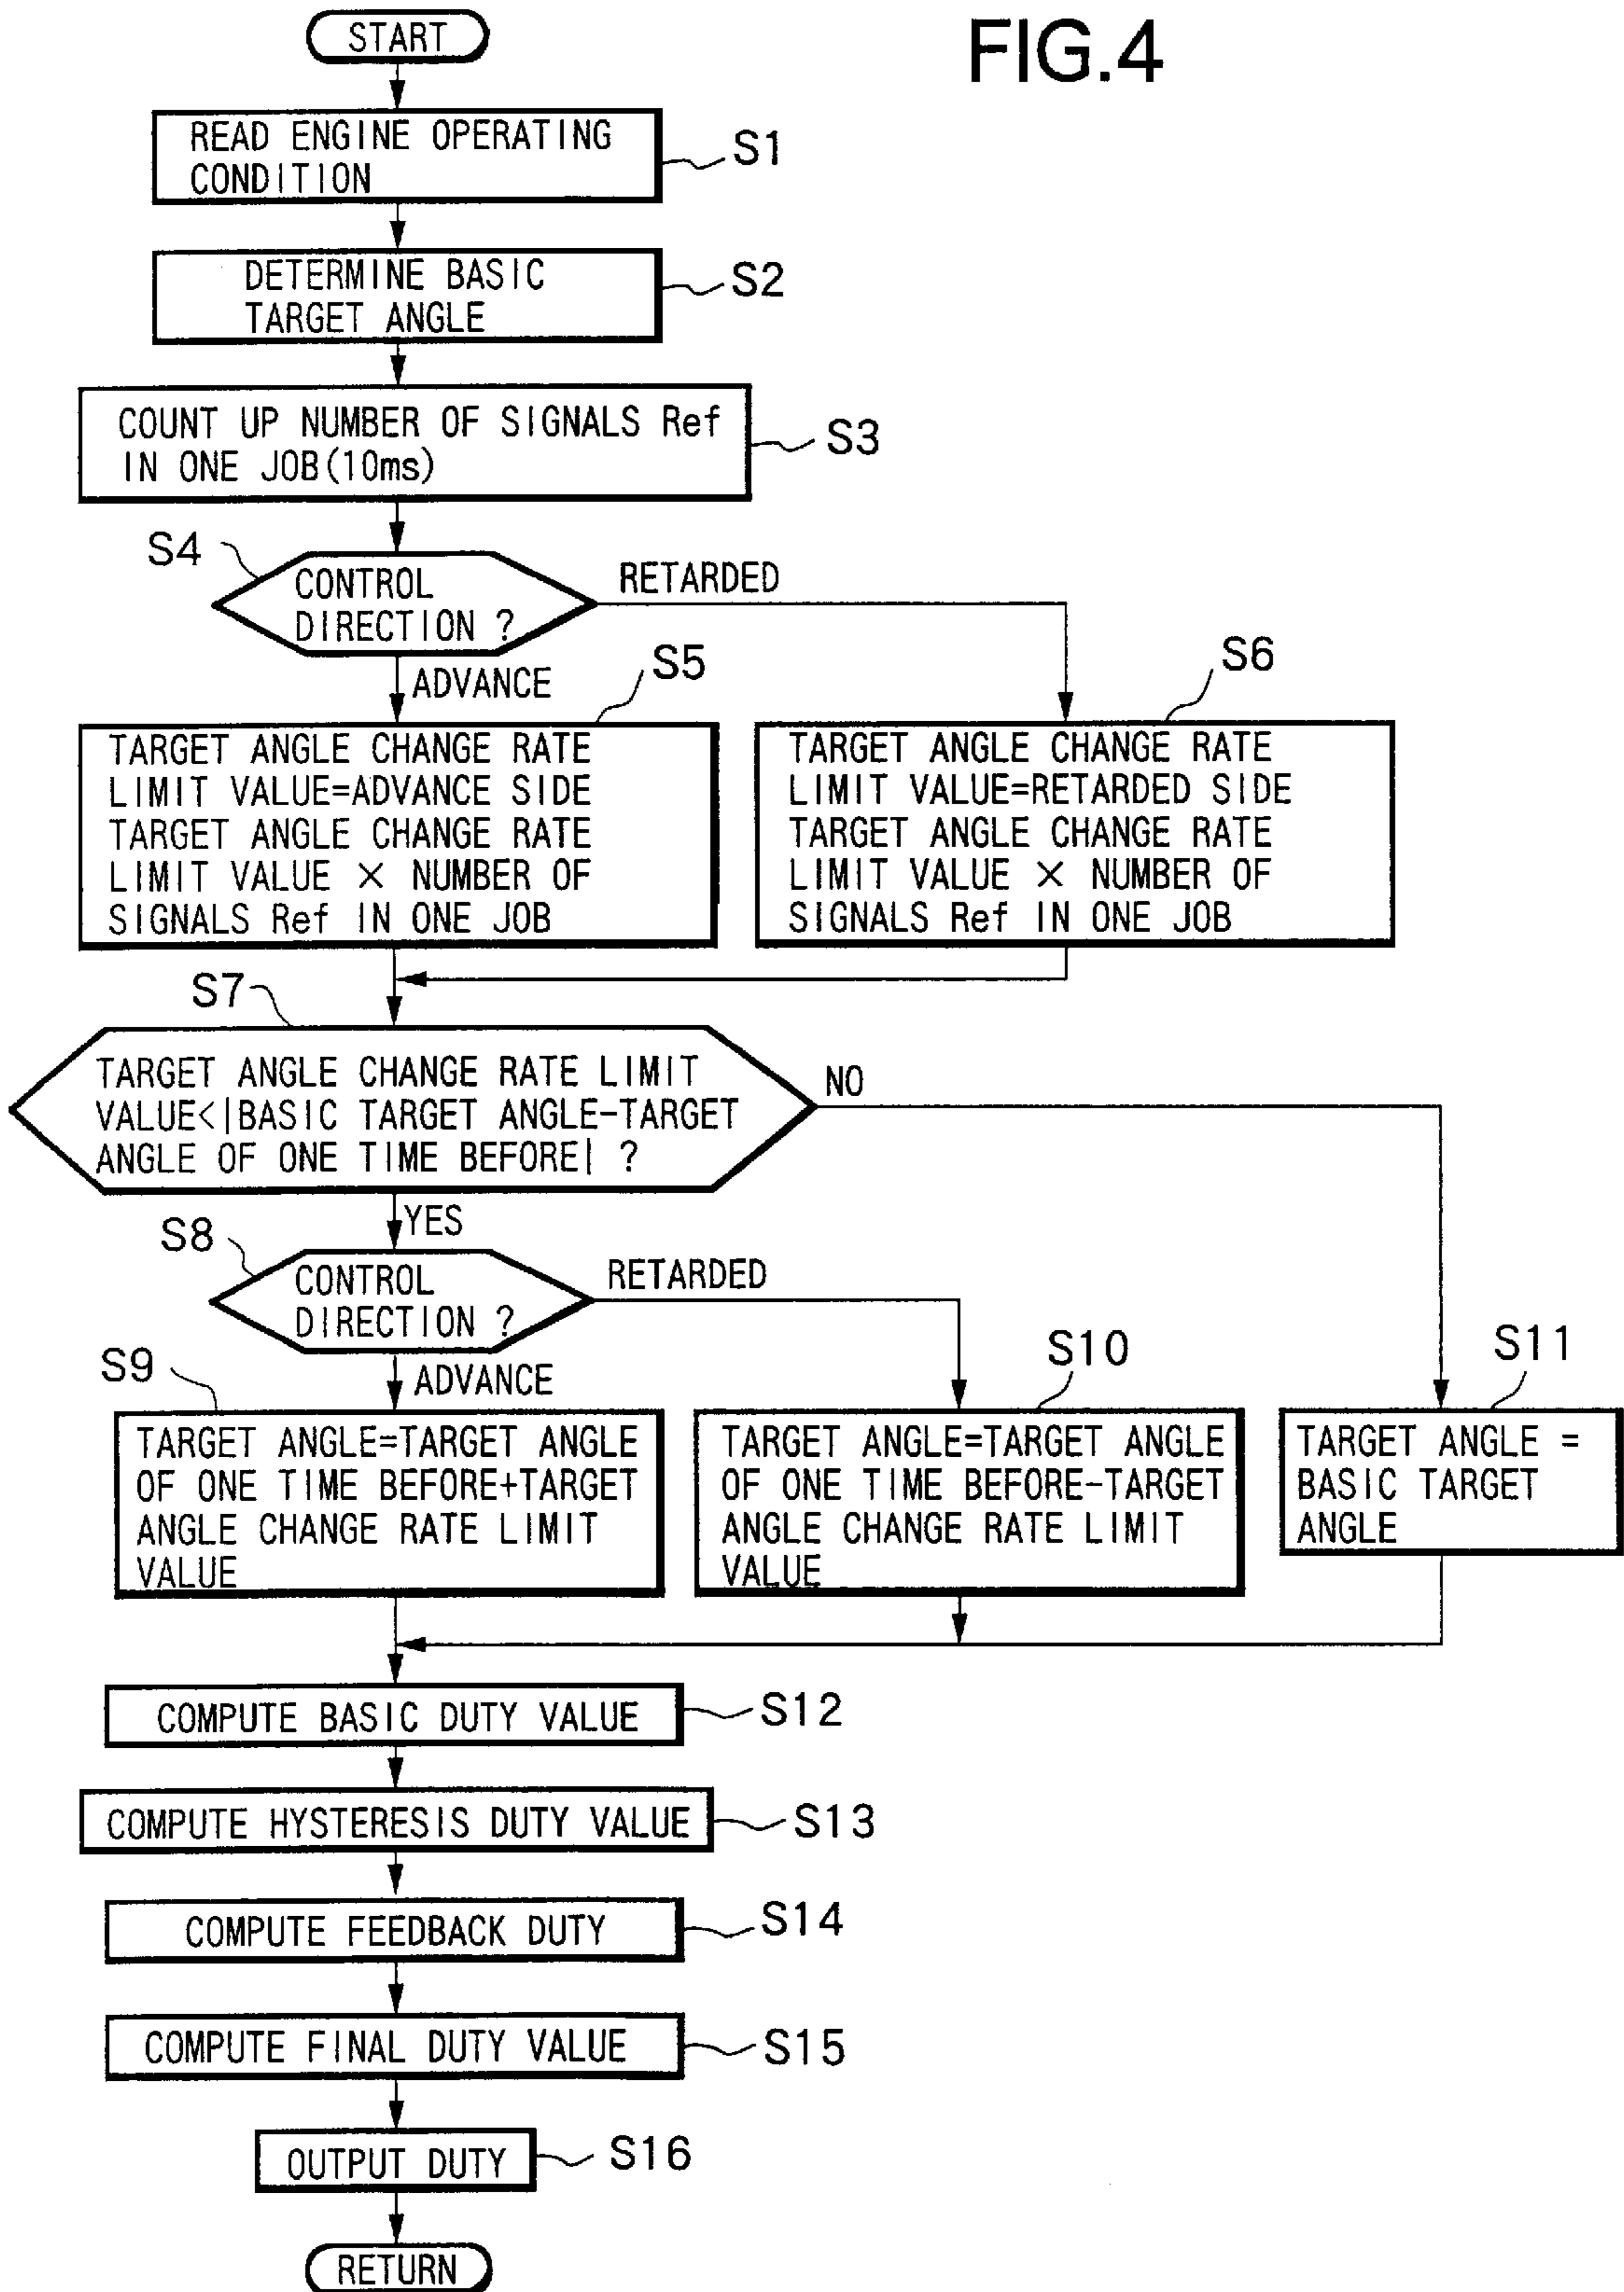 FIG.4
START
READ ENGINE OPERATING
CONDITION
S1
DETERMINE BASIC
TARGET ANGLE
S2
COUNT UP NUMBER OF SIGNALS Ref
IN ONE JOB(10ms)
S3
S4
CONTROL
DIRECTION ?
RETARDED
ADVANCE
S5
TARGET ANGLE CHANGE RATE
LIMIT VALUE=ADVANCE SIDE
TARGET ANGLE CHANGE RATE
LIMIT VALUE × NUMBER OF
SIGNALS Ref IN ONE JOB
S6
TARGET ANGLE CHANGE RATE
LIMIT VALUE=RETARDED SIDE
TARGET ANGLE CHANGE RATE
LIMIT VALUE × NUMBER OF
SIGNALS Ref IN ONE JOB
S7
TARGET ANGLE CHANGE RATE LIMIT
VALUE<|BASIC TARGET ANGLE-TARGET
ANGLE OF ONE TIME BEFORE| ?
NO
YES
S8
CONTROL
DIRECTION ?
RETARDED
ADVANCE
S9
TARGET ANGLE=TARGET ANGLE
OF ONE TIME BEFORE+TARGET
ANGLE CHANGE RATE LIMIT
VALUE
S10
TARGET ANGLE=TARGET ANGLE
OF ONE TIME BEFORE-TARGET
ANGLE CHANGE RATE LIMIT
VALUE
S11
TARGET ANGLE =
BASIC TARGET
ANGLE
COMPUTE BASIC DUTY VALUE
S12
COMPUTE HYSTERESIS DUTY VALUE
S13
COMPUTE FEEDBACK DUTY
S14
COMPUTE FINAL DUTY VALUE
S15
OUTPUT DUTY
S16
RETURN